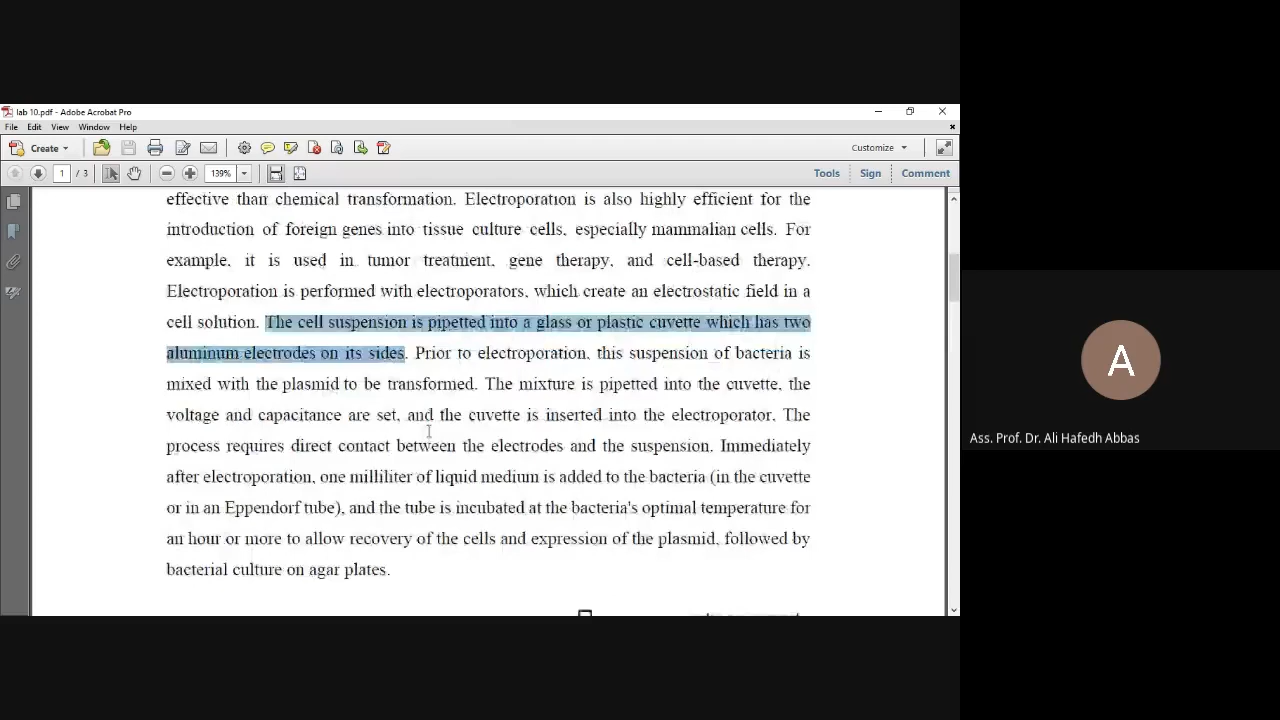 lab 10.pdf - Adobe Acrobat Pro
File Edit View Window Help
Create Customize
1 / 3 139% Tools Sign Comment
effective than chemical transformation. Electroporation is also highly efficient for the
introduction of foreign genes into tissue culture cells, especially mammalian cells. For
example, it is used in tumor treatment, gene therapy, and cell-based therapy.
Electroporation is performed with electroporators, which create an electrostatic field in a
cell solution. The cell suspension is pipetted into a glass or plastic cuvette which has two
aluminum electrodes on its sides. Prior to electroporation, this suspension of bacteria is
mixed with the plasmid to be transformed. The mixture is pipetted into the cuvette, the
voltage and capacitance are set, and the cuvette is inserted into the electroporator. The
process requires direct contact between the electrodes and the suspension. Immediately
after electroporation, one milliliter of liquid medium is added to the bacteria (in the cuvette
or in an Eppendorf tube), and the tube is incubated at the bacteria's optimal temperature for
an hour or more to allow recovery of the cells and expression of the plasmid, followed by
bacterial culture on agar plates.
A
Ass. Prof. Dr. Ali Hafedh Abbas